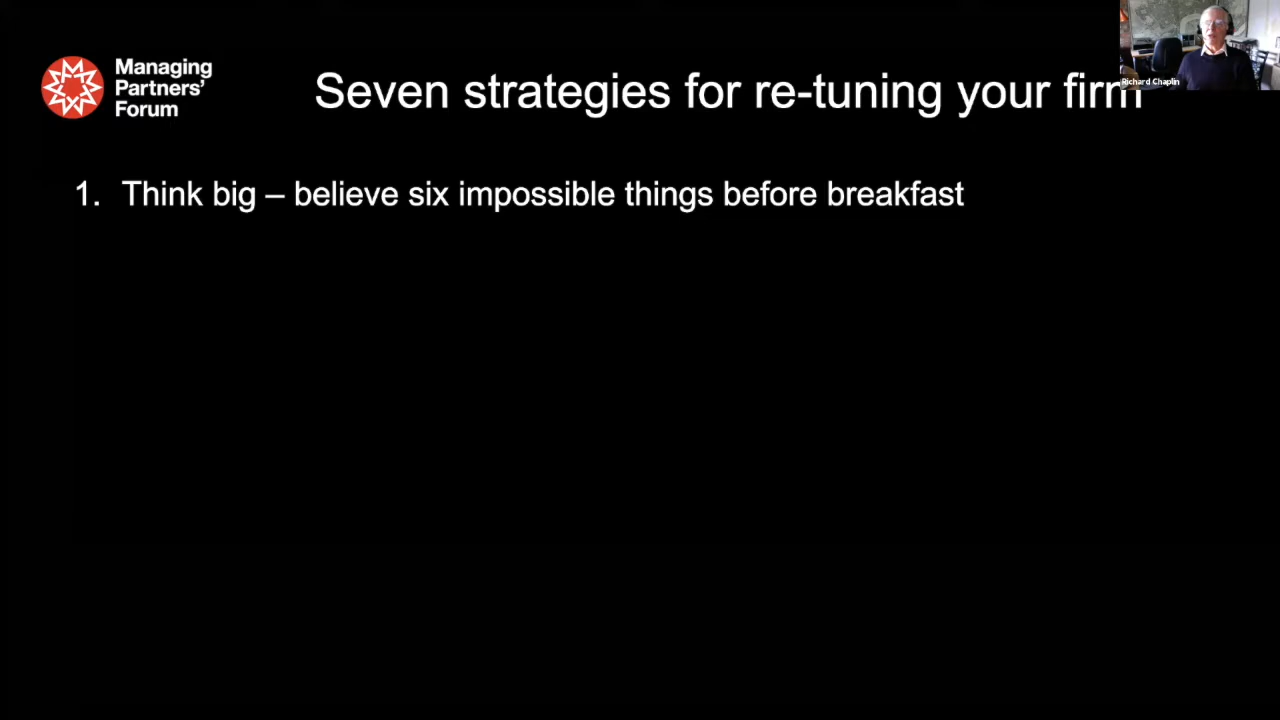 Managing
Partners'
Forum
Seven strategies for re-tuning your firm
Richard Chaplin
1. Think big – believe six impossible things before breakfast